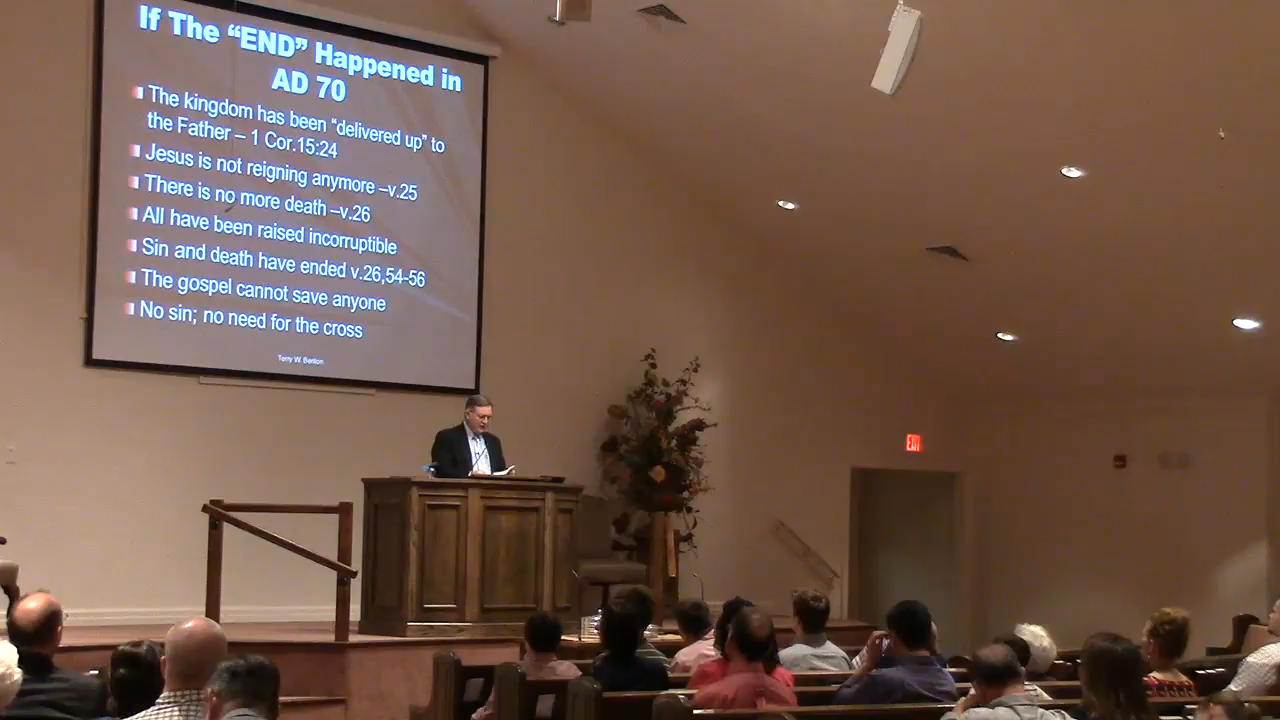 If The “END” Happened in
AD 70
The kingdom has been “delivered up” to
the Father – 1 Cor.15:24
Jesus is not reigning anymore –v.25
There is no more death –v.26
All have been raised incorruptible
Sin and death have ended v.26,54-56
The gospel cannot save anyone
No sin; no need for the cross
Terry W. Benton
EXIT